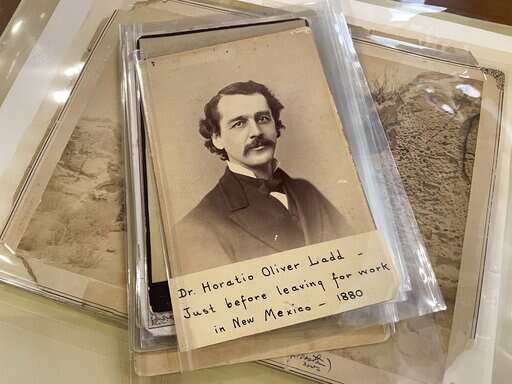 Dr. Horatio Oliver Ladd -
Just before leaving for work
in New Mexico - 1880